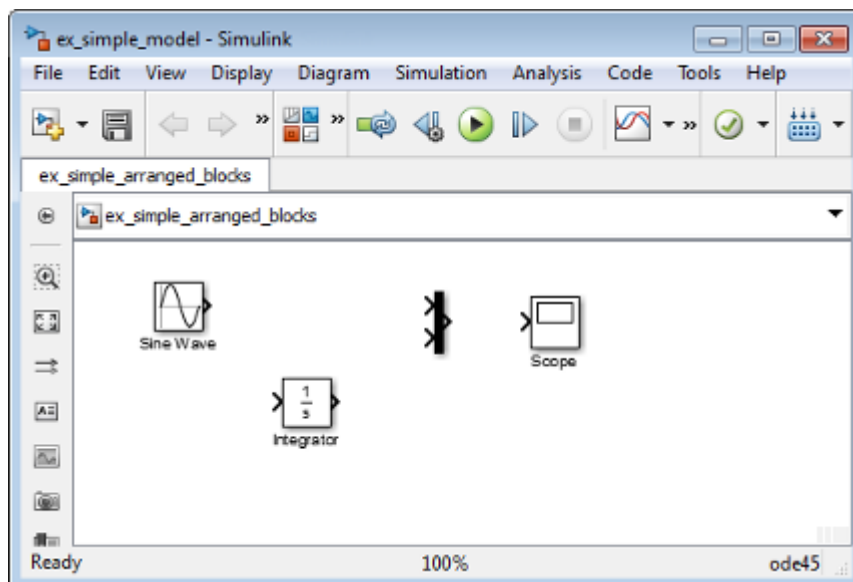 ex_simple_model - Simulink
File Edit View Display Diagram Simulation Analysis Code Tools Help
» »  »
ex_simple_arranged_blocks
ex_simple_arranged_blocks
Sine Wave
Scope
1
s
Integrator
Ready 100% ode45